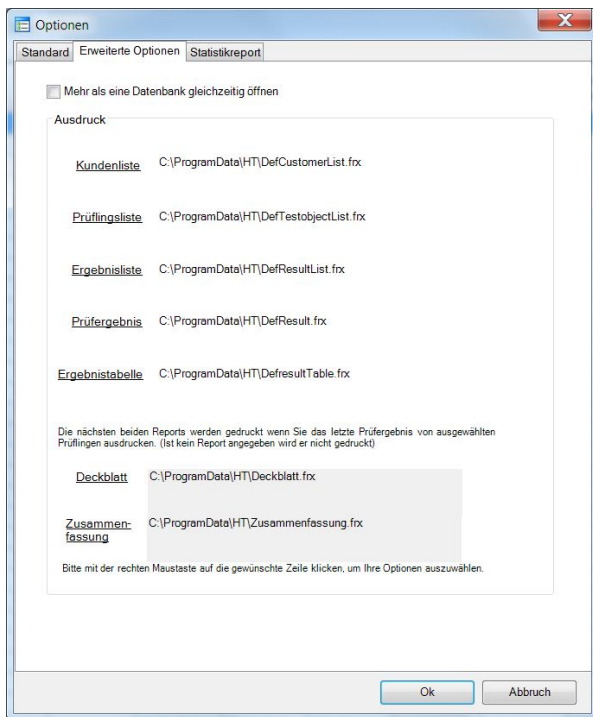 Optionen
Standard Erweiterte Optionen Statistikreport
Mehr als eine Datenbank gleichzeitig öffnen
Ausdruck
Kundenliste C:\ProgramData\HT\DefCustomerList.frx
Prüflingsliste C:\ProgramData\HT\DefTestobjectList.frx
Ergebnisliste C:\ProgramData\HT\DefResultList.frx
Prüfergebnis C:\ProgramData\HT\DefResult.frx
Ergebnistabelle C:\ProgramData\HT\DefresultTable.frx
Die nächsten beiden Reports werden gedruckt wenn Sie das letzte Prüfergebnis von ausgewählten
Prüflingen ausdrucken. (Ist kein Report angegeben wird er nicht gedruckt)
Deckblatt C:\ProgramData\HT\Deckblatt.frx
Zusammen- C:\ProgramData\HT\Zusammenfassung.frx
fassung
Bitte mit der rechten Maustaste auf die gewünschte Zeile klicken, um Ihre Optionen auszuwählen.
Ok Abbruch